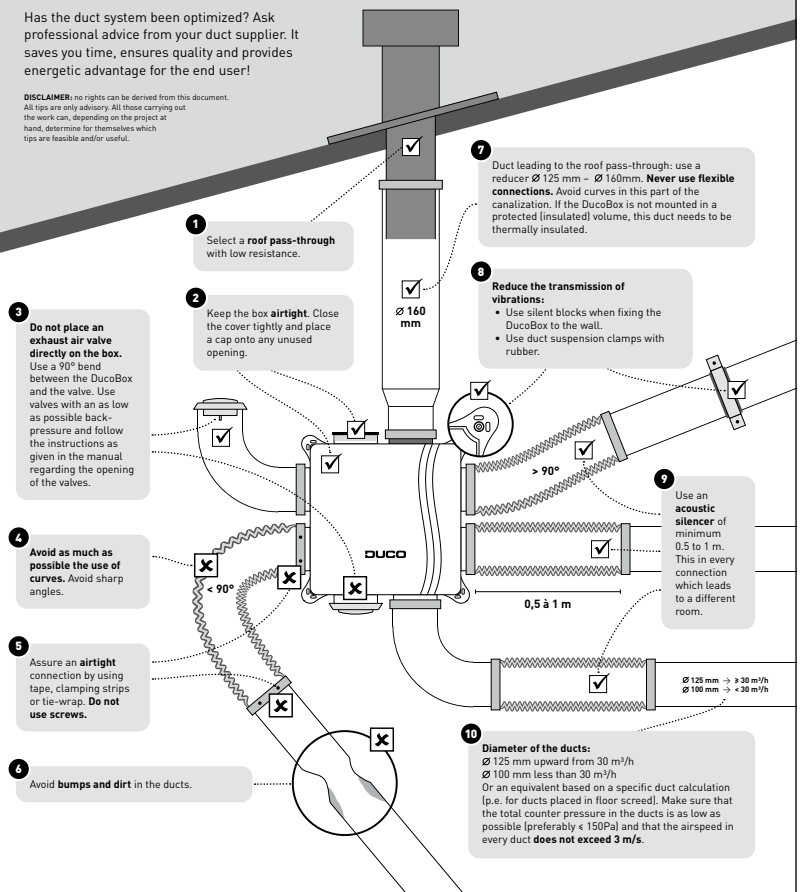 Has the duct system been optimized? Ask
professional advice from your duct supplier. It
saves you time, ensures quality and provides
energetic advantage for the end user!
DISCLAIMER: no rights can be derived from this document.
All tips are only advisory. All those carrying out
the work can, depending on the project at
hand, determine for themselves which
tips are feasible and/or useful.
1
Select a roof pass-through
with low resistance.
2
Keep the box airtight. Close
the cover tightly and place
a cap onto any unused
opening.
3
Do not place an
exhaust air valve
directly on the box.
Use a 90° bend
between the DucoBox
and the valve. Use
valves with an as low
as possible back-
pressure and follow
the instructions as
given in the manual
regarding the opening
of the valves.
4
Avoid as much as
possible the use of
curves. Avoid sharp
angles.
5
Assure an airtight
connection by using
tape, clamping strips
or tie-wrap. Do not
use screws.
6
Avoid bumps and dirt in the ducts.
7
Duct leading to the roof pass-through: use a
reducer Ø 125 mm – Ø 160mm. Never use flexible
connections. Avoid curves in this part of the
canalization. If the DucoBox is not mounted in a
protected (insulated) volume, this duct needs to be
thermally insulated.
8
Reduce the transmission of
vibrations:
• Use silent blocks when fixing the
DucoBox to the wall.
• Use duct suspension clamps with
rubber.
Ø 160
mm
> 90°
< 90°
DUCO
0,5 à 1 m
9
Use an
acoustic
silencer of
minimum
0.5 to 1 m.
This in every
connection
which leads
to a different
room.
Ø 125 mm → ≥ 30 m³/h
Ø 100 mm → < 30 m³/h
10
Diameter of the ducts:
Ø 125 mm upward from 30 m³/h
Ø 100 mm less than 30 m³/h
Or an equivalent based on a specific duct calculation
(p.e. for ducts placed in floor screed). Make sure that
the total counter pressure in the ducts is as low as
possible (preferably ≤ 150Pa) and that the airspeed in
every duct does not exceed 3 m/s.